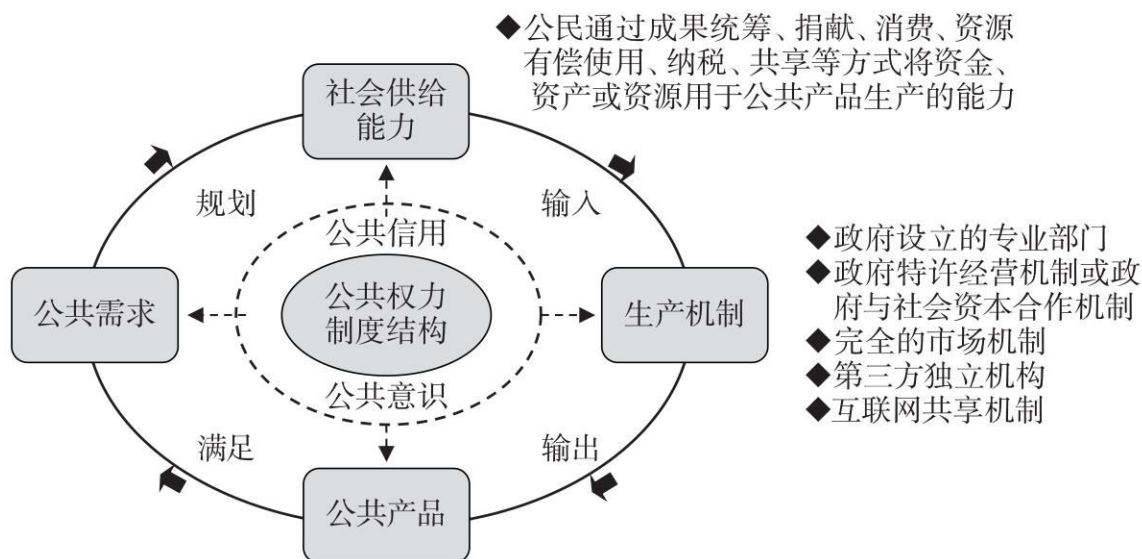 ◆公民通过成果统筹、捐献、消费、资源
有偿使用、纳税、共享等方式将资金、
资产或资源用于公共产品生产的能力
社会供给
能力
规划
输入
公共信用
公共需求
公共权力
制度结构
生产机制
◆政府设立的专业部门
◆政府特许经营机制或政
府与社会资本合作机制
◆完全的市场机制
◆第三方独立机构
◆互联网共享机制
公共意识
满足
输出
公共产品